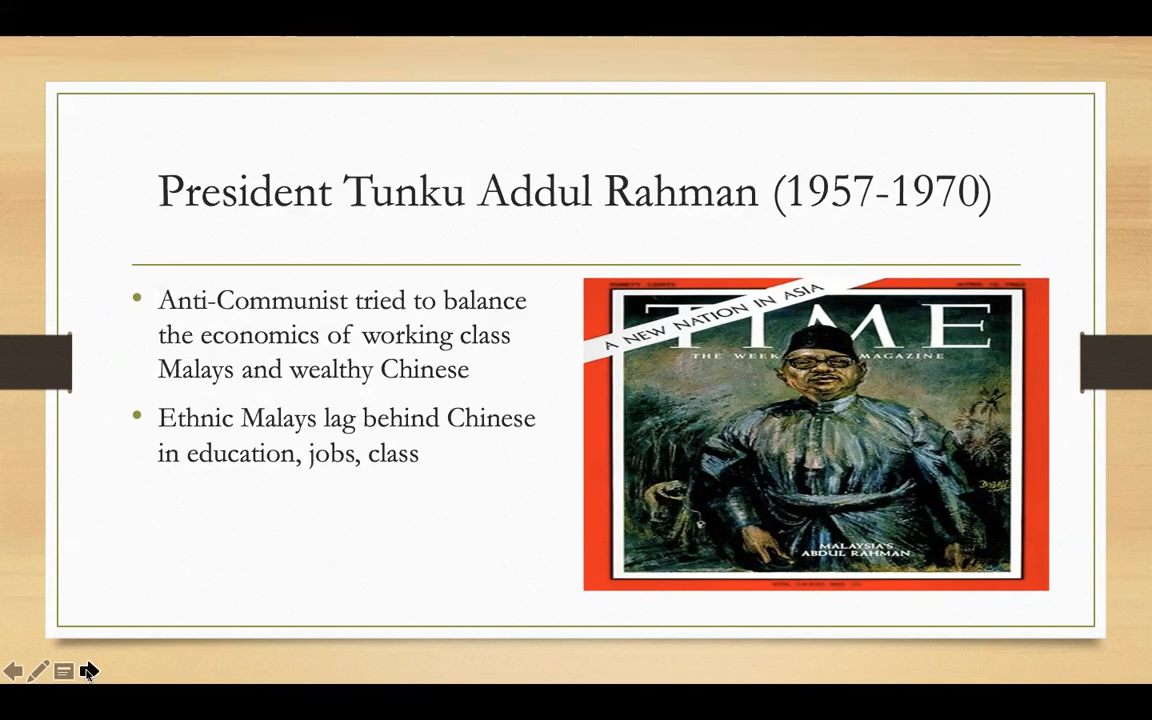 President Tunku Addul Rahman (1957-1970)
• Anti-Communist tried to balance
the economics of working class
Malays and wealthy Chinese
• Ethnic Malays lag behind Chinese
in education, jobs, class
A NEW NATION IN ASIA
TIME
THE WEEK MAGAZINE
MALAYSIA'S
ABDUL RAHMAN